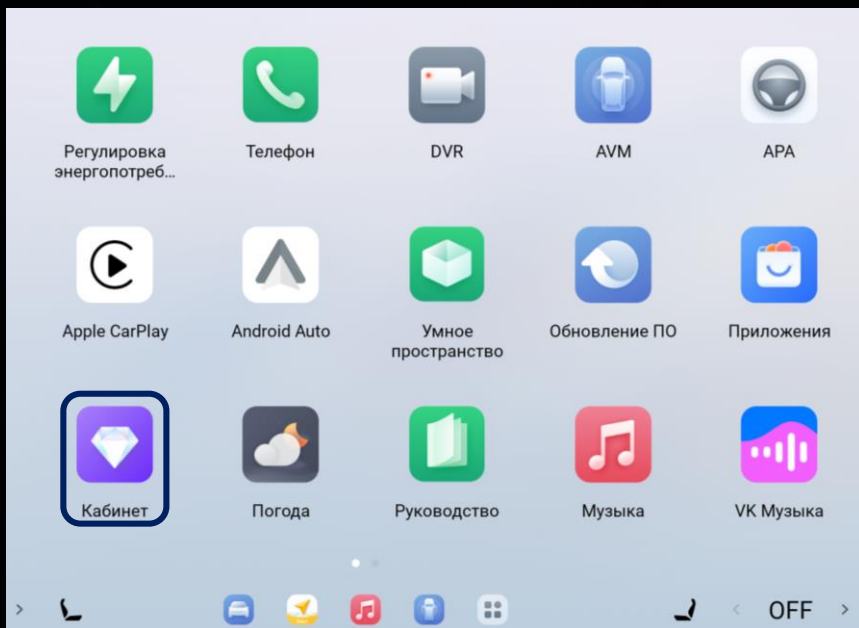 Регулировка
энергопотреб...
Телефон
DVR
AVM
APA
Apple CarPlay
Android Auto
Умное
пространство
Обновление ПО
Приложения
Кабинет
Погода
Руководство
Музыка
VK Музыка
OFF